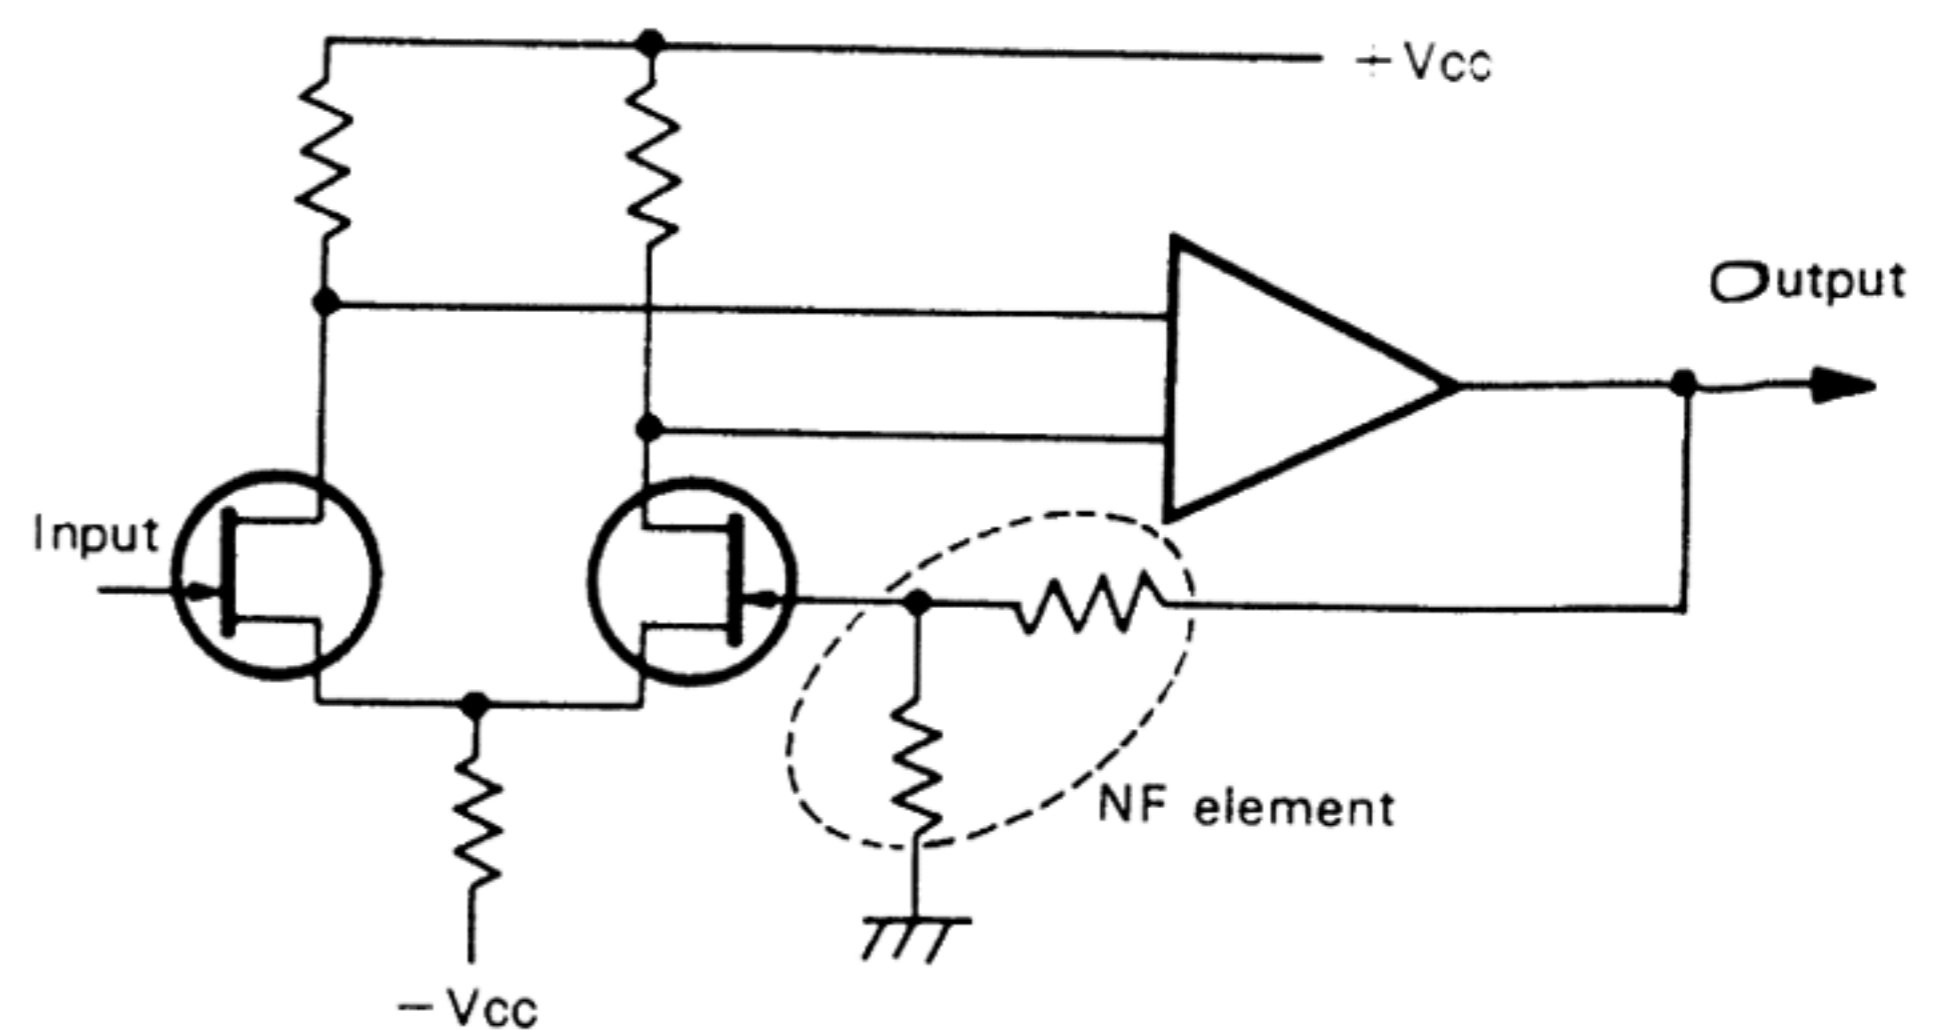 +Vcc
Output
Input
NF element
−Vcc